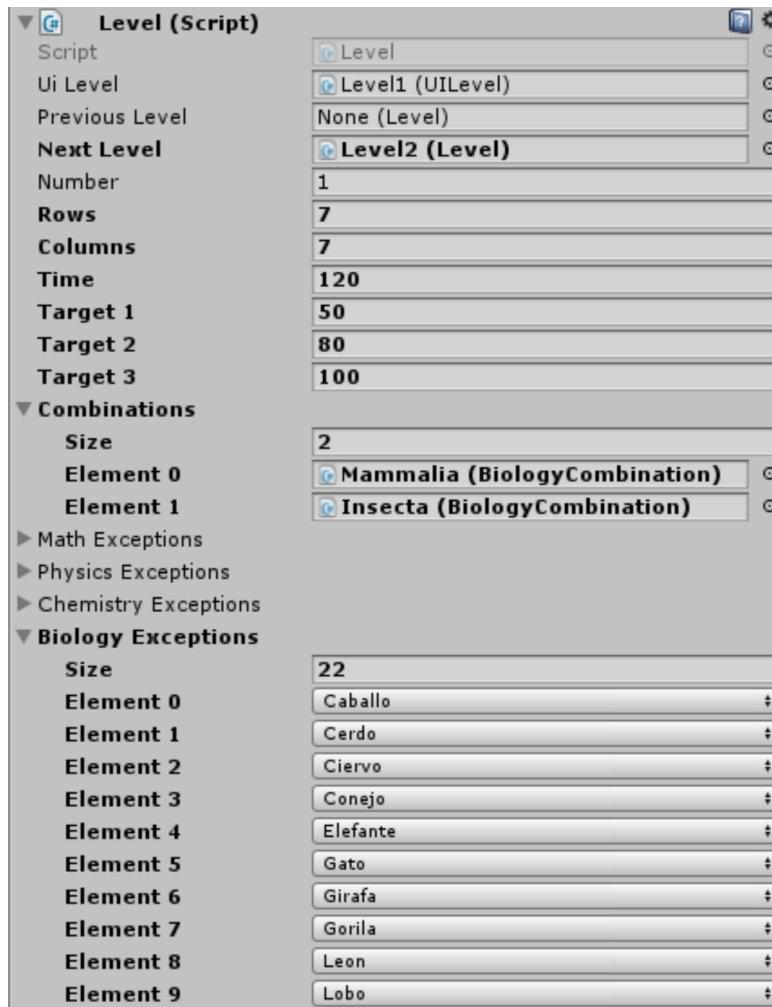 Level (Script)
Script Level
Ui Level Level1 (UILevel)
Previous Level None (Level)
Next Level Level2 (Level)
Number 1
Rows 7
Columns 7
Time 120
Target 1 50
Target 2 80
Target 3 100
Combinations
Size 2
Element 0 Mammalia (BiologyCombination)
Element 1 Insecta (BiologyCombination)
Math Exceptions
Physics Exceptions
Chemistry Exceptions
Biology Exceptions
Size 22
Element 0 Caballo
Element 1 Cerdo
Element 2 Ciervo
Element 3 Conejo
Element 4 Elefante
Element 5 Gato
Element 6 Girafa
Element 7 Gorila
Element 8 Leon
Element 9 Lobo